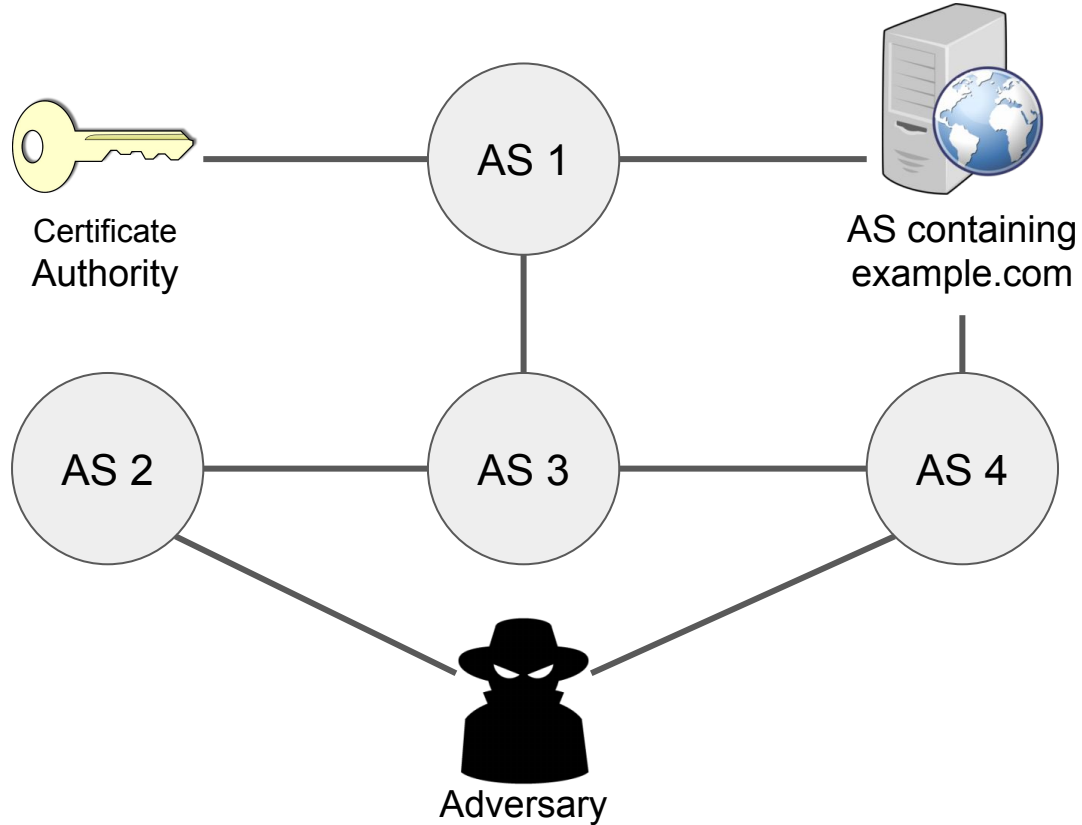 AS 1
Certificate
Authority
AS containing
example.com
AS 2
AS 3
AS 4
Adversary